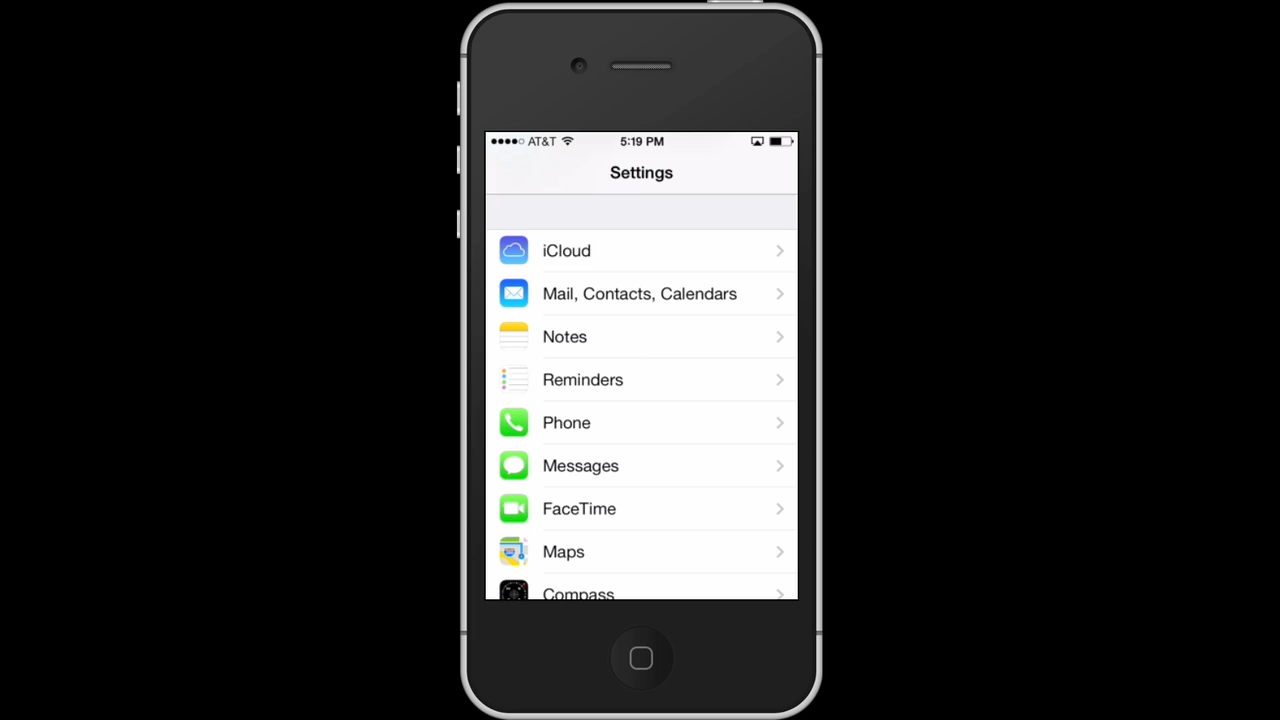 AT&T 5:19 PM
Settings
iCloud
Mail, Contacts, Calendars
Notes
Reminders
Phone
Messages
FaceTime
Maps
Compass